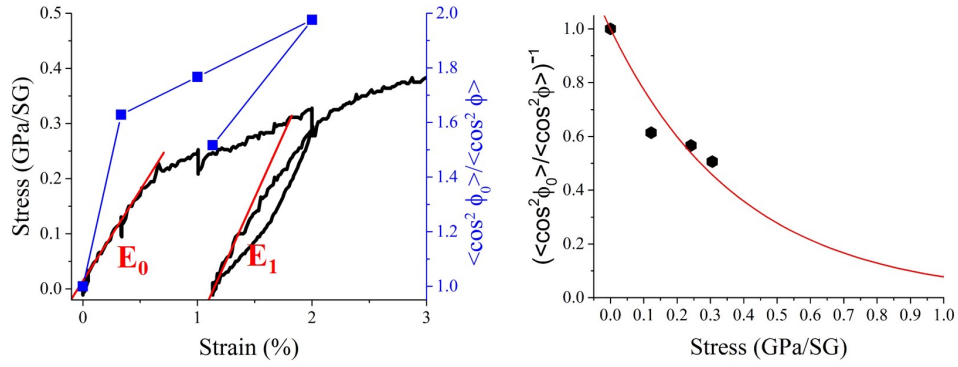 0.5
0.4
0.3
0.2
0.1
0.0
Stress (GPa/SG)
0
1
2
3
Strain (%)
E₀
E₁
2.0
1.8
1.6
1.4
1.2
1.0
<cos² ϕ₀>/<cos² ϕ>
1.0
0.8
0.6
0.4
0.2
0.0
(<cos²ϕ₀>/<cos²ϕ>)⁻¹
0.0 0.1 0.2 0.3 0.4 0.5 0.6 0.7 0.8 0.9 1.0
Stress (GPa/SG)